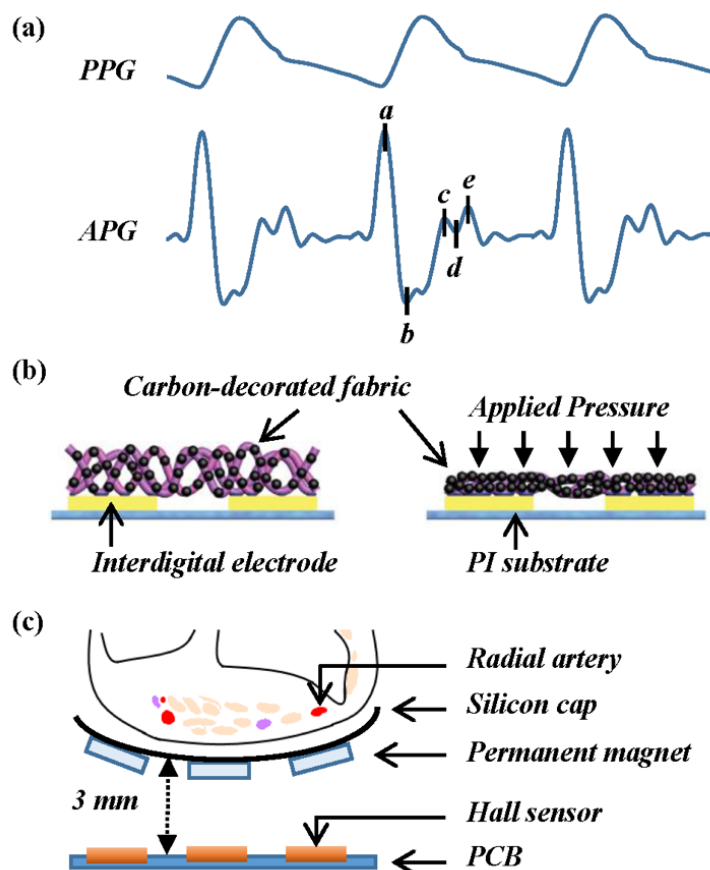 (a)
PPG
APG
a
b
c
d
e
(b)
Carbon-decorated fabric
Applied Pressure
Interdigital electrode
PI substrate
(c)
Radial artery
Silicon cap
Permanent magnet
3 mm
Hall sensor
PCB